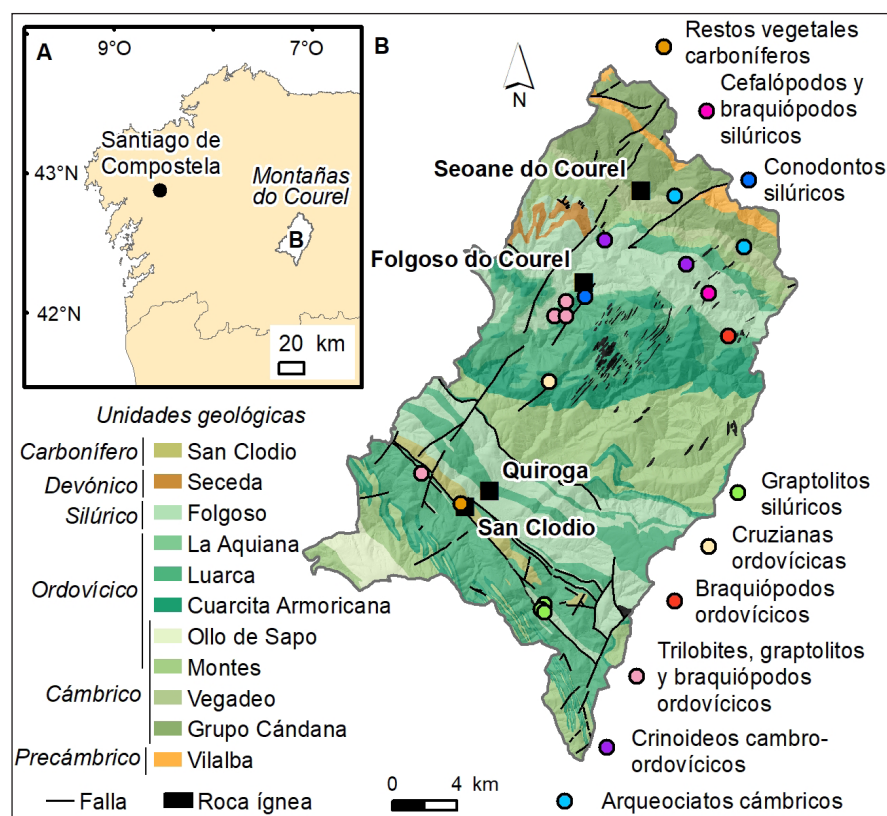 A
9°O
7°O
43°N
42°N
Santiago de
Compostela
Montañas
do Courel
B
20 km
B
N
Seoane do Courel
Folgoso do Courel
Quiroga
San Clodio
Restos vegetales
carboníferos
Cefalópodos y
braquiópodos
silúricos
Conodontos
silúricos
Graptolitos
silúricos
Cruzianas
ordovícicas
Braquiópodos
ordovícicos
Trilobites, graptolitos
y braquiópodos
ordovícicos
Crinoideos cambro-
ordovícicos
Arqueociatos cámbricos
Unidades geológicas
Carbonífero San Clodio
Devónico Seceda
Silúrico Folgoso
La Aquiana
Ordovícico Luarca
Cuarcita Armoricana
Ollo de Sapo
Montes
Cámbrico Vegadeo
Grupo Cándana
Precámbrico Vilalba
Falla Roca ígnea
0 4 km